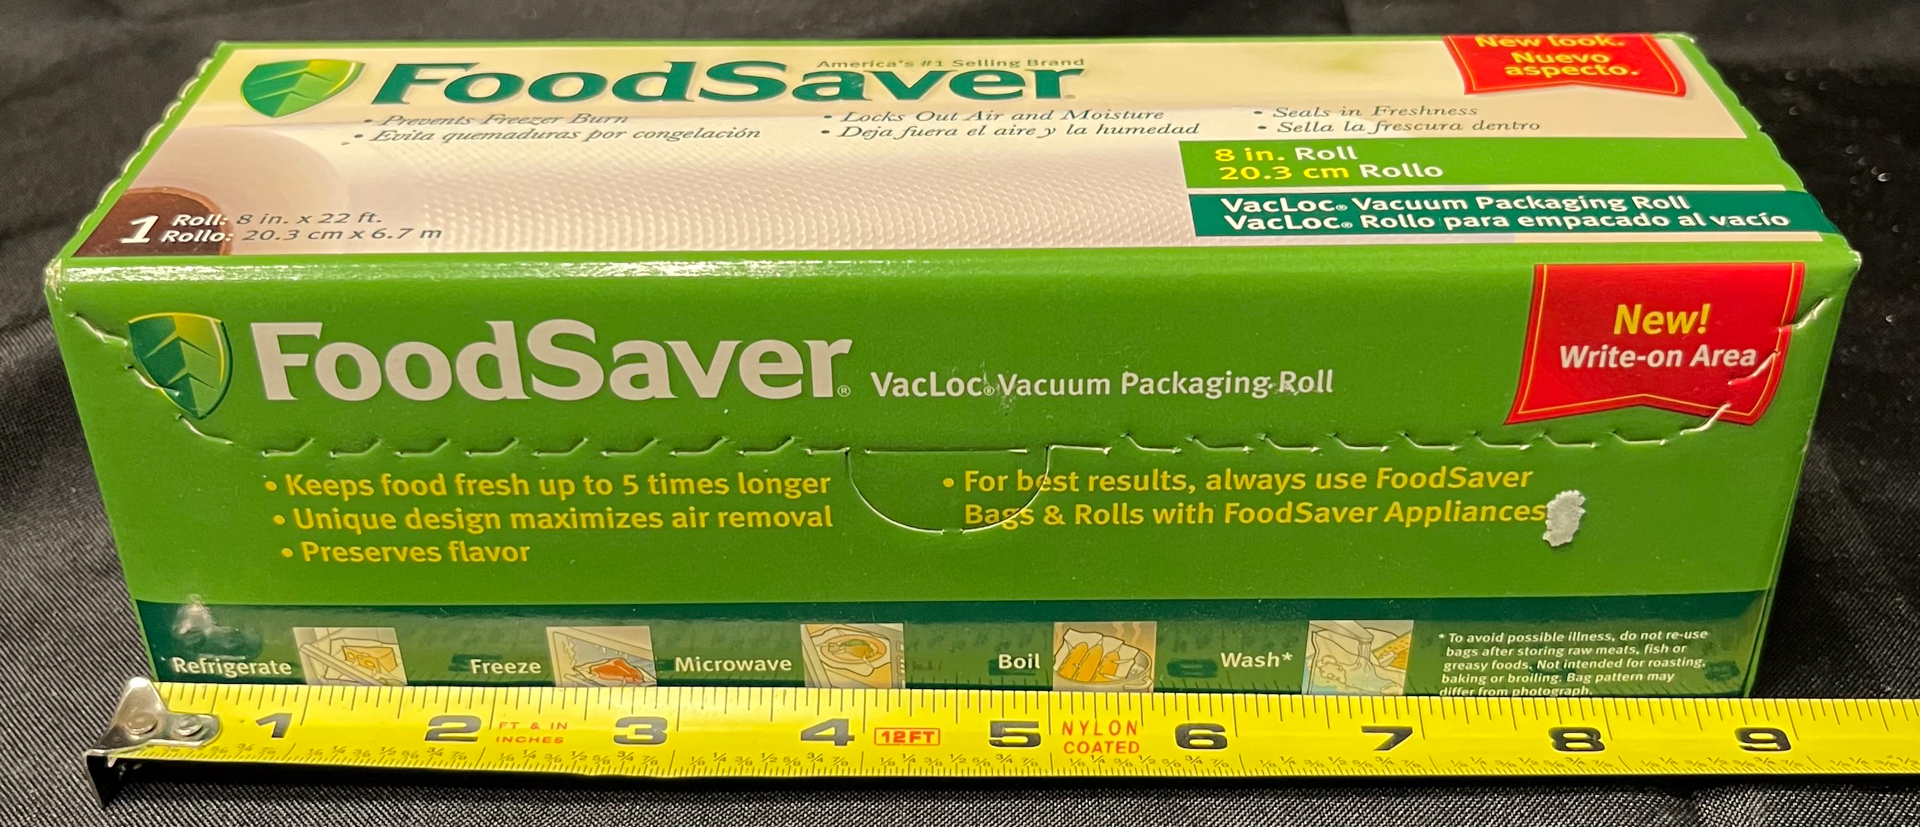 America's #1 Selling Brand
FoodSaver
New look.
Nuevo
aspecto.
• Prevents Freezer Burn
• Evita quemaduras por congelación
• Locks Out Air and Moisture
• Deja fuera el aire y la humedad
• Seals in Freshness
• Sella la frescura dentro
8 in. Roll
20.3 cm Rollo
VacLoc® Vacuum Packaging Roll
VacLoc® Rollo para empacado al vacío
1 Roll: 8 in. x 22 ft.
Rollo: 20.3 cm x 6.7 m
FoodSaver® VacLoc® Vacuum Packaging Roll
New!
Write-on Area
• Keeps food fresh up to 5 times longer
• Unique design maximizes air removal
• Preserves flavor
• For best results, always use FoodSaver
Bags & Rolls with FoodSaver Appliances
Refrigerate
Freeze
Microwave
Boil
Wash*
* To avoid possible illness, do not re-use
bags after storing raw meats, fish or
greasy foods. Not intended for roasting,
baking or broiling. Bag pattern may
differ from photograph.
1 2 FT & IN INCHES 3 4 12FT 5 NYLON COATED 6 7 8 9